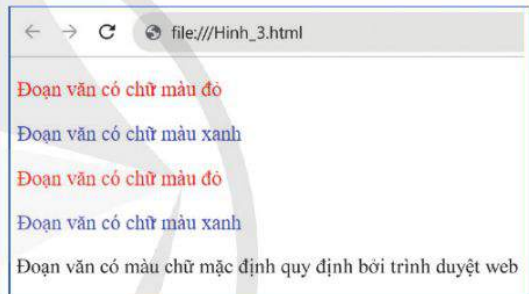 file:///Hinh_3.html
Đoạn văn có chữ màu đỏ
Đoạn văn có chữ màu xanh
Đoạn văn có chữ màu đỏ
Đoạn văn có chữ màu xanh
Đoạn văn có màu chữ mặc định quy định bởi trình duyệt web